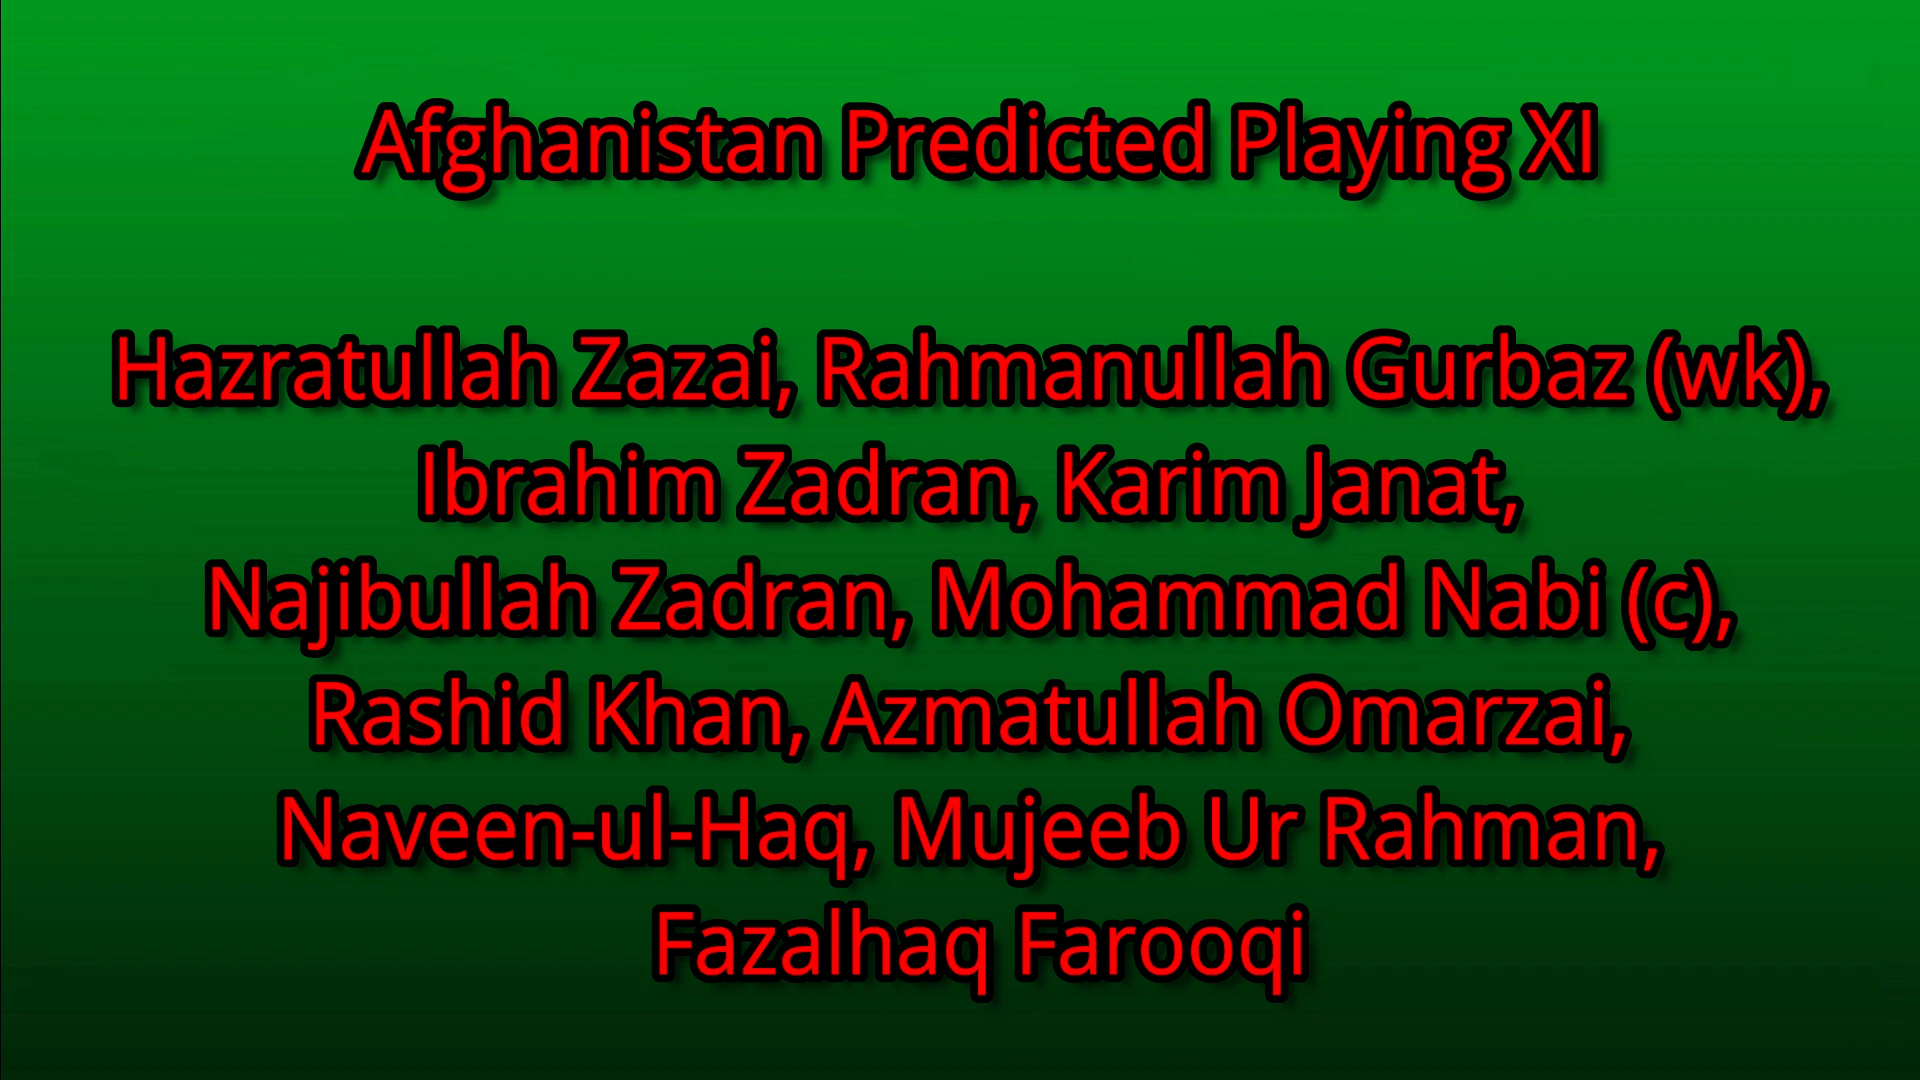 Afghanistan Predicted Playing XI
Hazratullah Zazai, Rahmanullah Gurbaz (wk),
Ibrahim Zadran, Karim Janat,
Najibullah Zadran, Mohammad Nabi (c),
Rashid Khan, Azmatullah Omarzai,
Naveen-ul-Haq, Mujeeb Ur Rahman,
Fazalhaq Farooqi